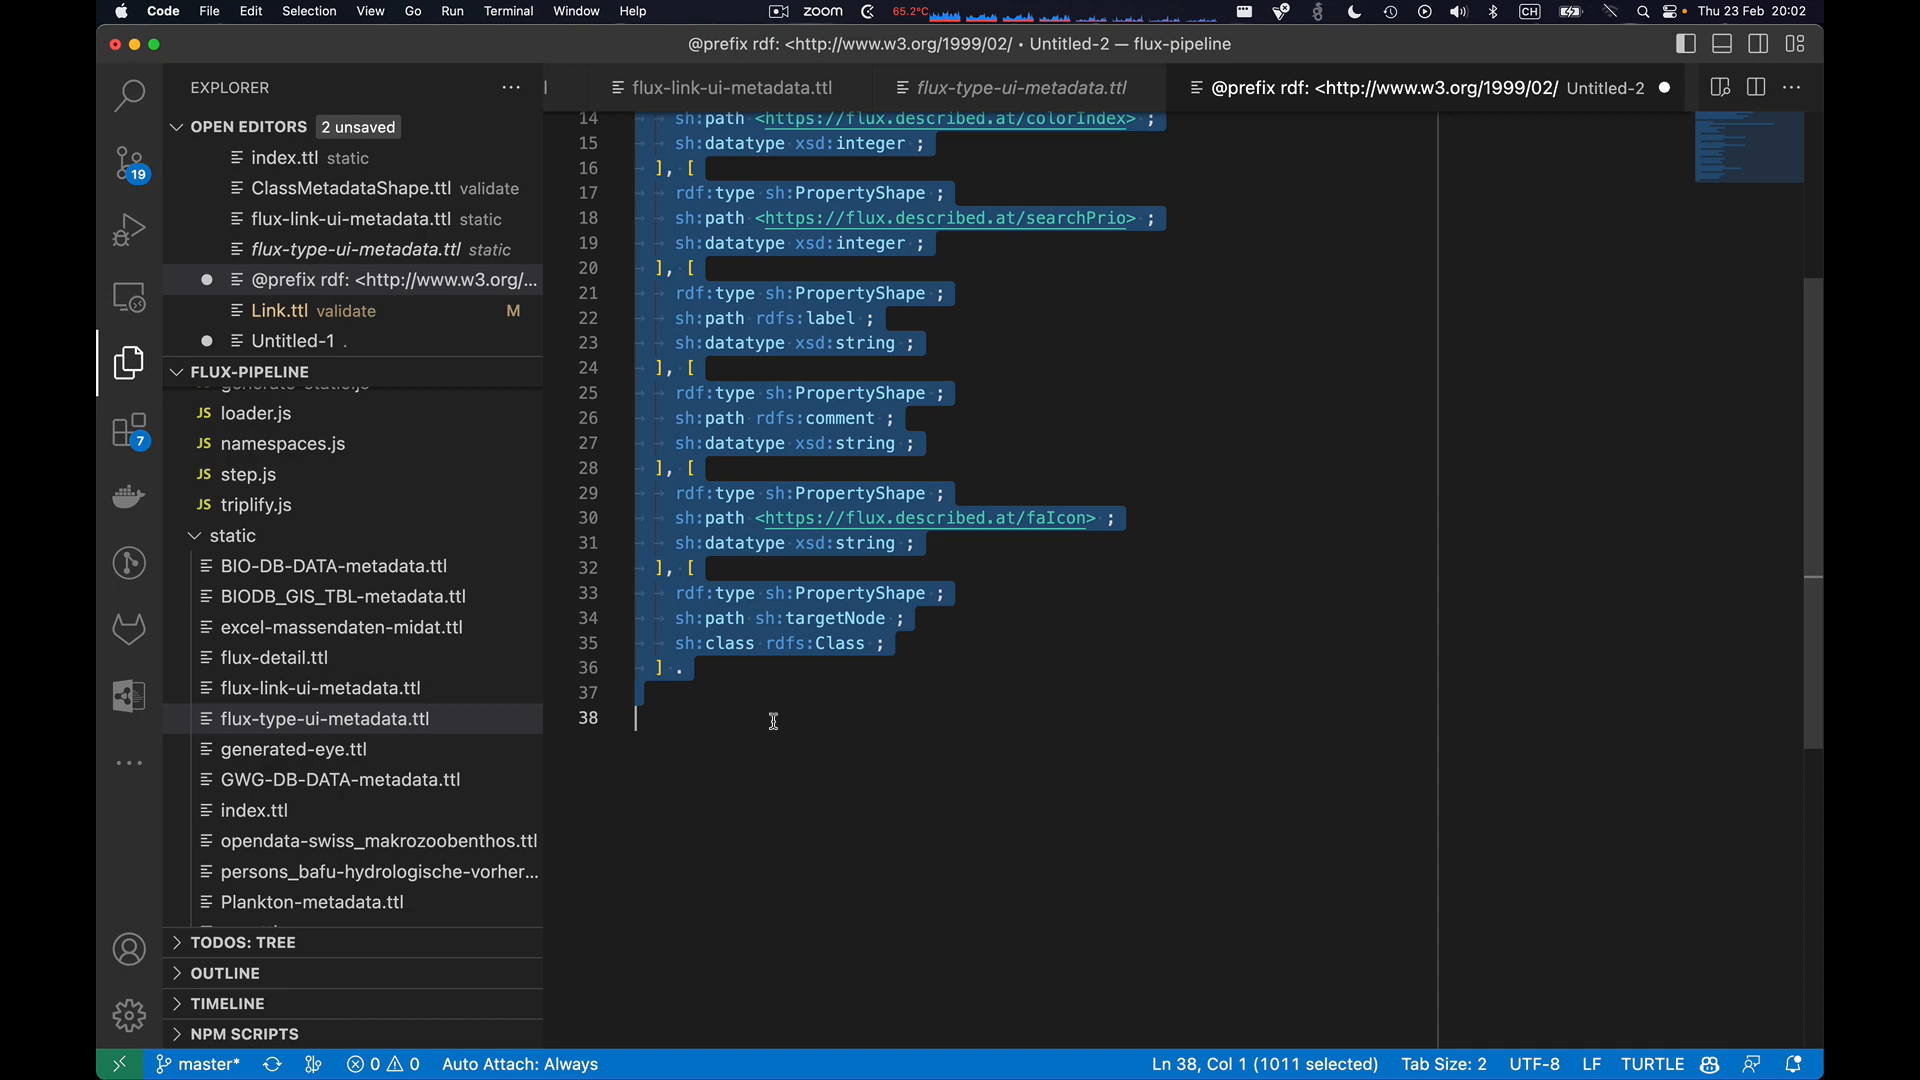 Code File Edit Selection View Go Run Terminal Window Help zoom 65.2°C CH Thu 23 Feb 20:02
@prefix rdf: <http://www.w3.org/1999/02/ • Untitled-2 — flux-pipeline
EXPLORER
flux-link-ui-metadata.ttl flux-type-ui-metadata.ttl @prefix rdf: <http://www.w3.org/1999/02/ Untitled-2
OPEN EDITORS 2 unsaved
index.ttl static
ClassMetadataShape.ttl validate
flux-link-ui-metadata.ttl static
flux-type-ui-metadata.ttl static
@prefix rdf: <http://www.w3.org/...
Link.ttl validate M
Untitled-1 .
19
7
FLUX-PIPELINE
generate-static.js
JS loader.js
JS namespaces.js
JS step.js
JS triplify.js
static
BIO-DB-DATA-metadata.ttl
BIODB_GIS_TBL-metadata.ttl
excel-massendaten-midat.ttl
flux-detail.ttl
flux-link-ui-metadata.ttl
flux-type-ui-metadata.ttl
generated-eye.ttl
GWG-DB-DATA-metadata.ttl
index.ttl
opendata-swiss_makrozoobenthos.ttl
persons_bafu-hydrologische-vorher...
Plankton-metadata.ttl
TODOS: TREE
OUTLINE
TIMELINE
NPM SCRIPTS
14 sh:path <https://flux.described.at/colorIndex> ;
15 sh:datatype xsd:integer ;
16 ], [
17 rdf:type sh:PropertyShape ;
18 sh:path <https://flux.described.at/searchPrio> ;
19 sh:datatype xsd:integer ;
20 ], [
21 rdf:type sh:PropertyShape ;
22 sh:path rdfs:label ;
23 sh:datatype xsd:string ;
24 ], [
25 rdf:type sh:PropertyShape ;
26 sh:path rdfs:comment ;
27 sh:datatype xsd:string ;
28 ], [
29 rdf:type sh:PropertyShape ;
30 sh:path <https://flux.described.at/faIcon> ;
31 sh:datatype xsd:string ;
32 ], [
33 rdf:type sh:PropertyShape ;
34 sh:path sh:targetNode ;
35 sh:class rdfs:Class ;
36 ] .
37
38
master* 0 0 Auto Attach: Always Ln 38, Col 1 (1011 selected) Tab Size: 2 UTF-8 LF TURTLE